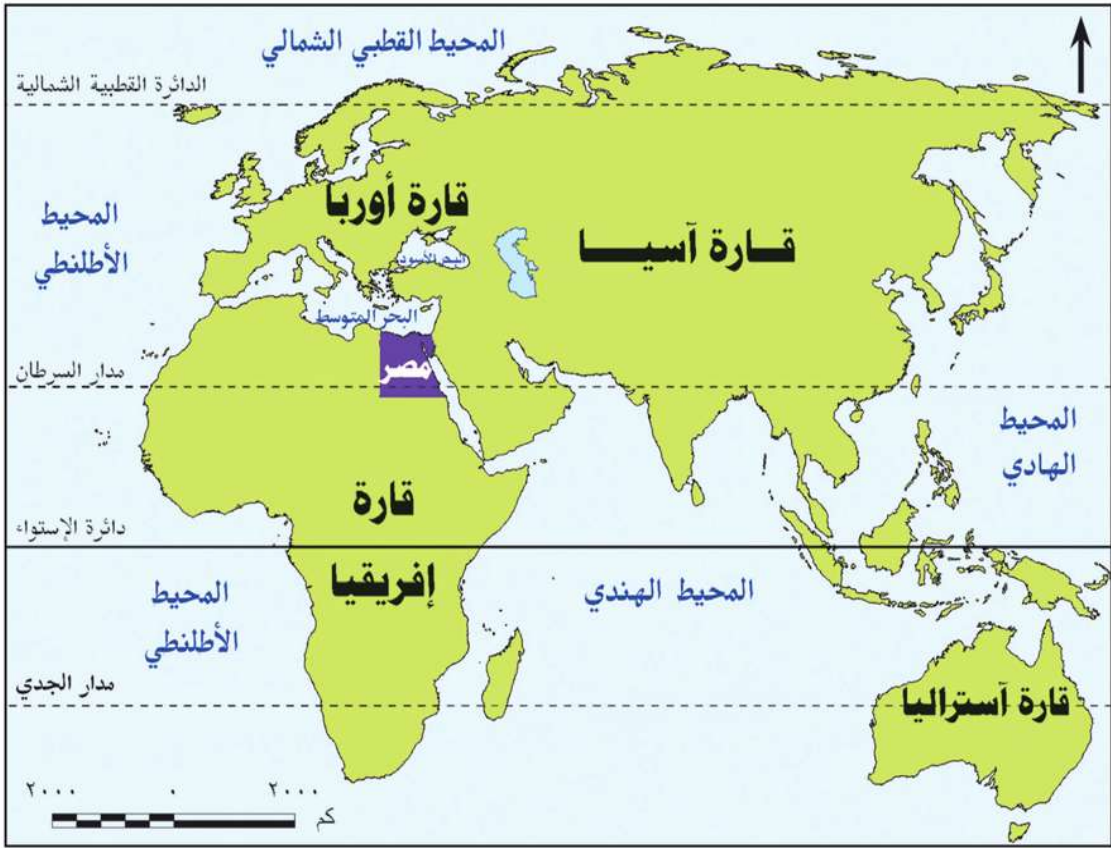 المحيط القطبي الشمالي
الدائرة القطبية الشمالية
قارة أوربا
المحيط
الأطلنطي
قارة آسيا
البحر الأسود
البحر المتوسط
مدار السرطان
مصر
المحيط
الهادي
قارة
دائرة الإستواء
إفريقيا
المحيط الهندي
المحيط
الأطلنطي
مدار الجدي
قارة آستراليا
٢٠٠٠ ٠ ٢٠٠٠
كم